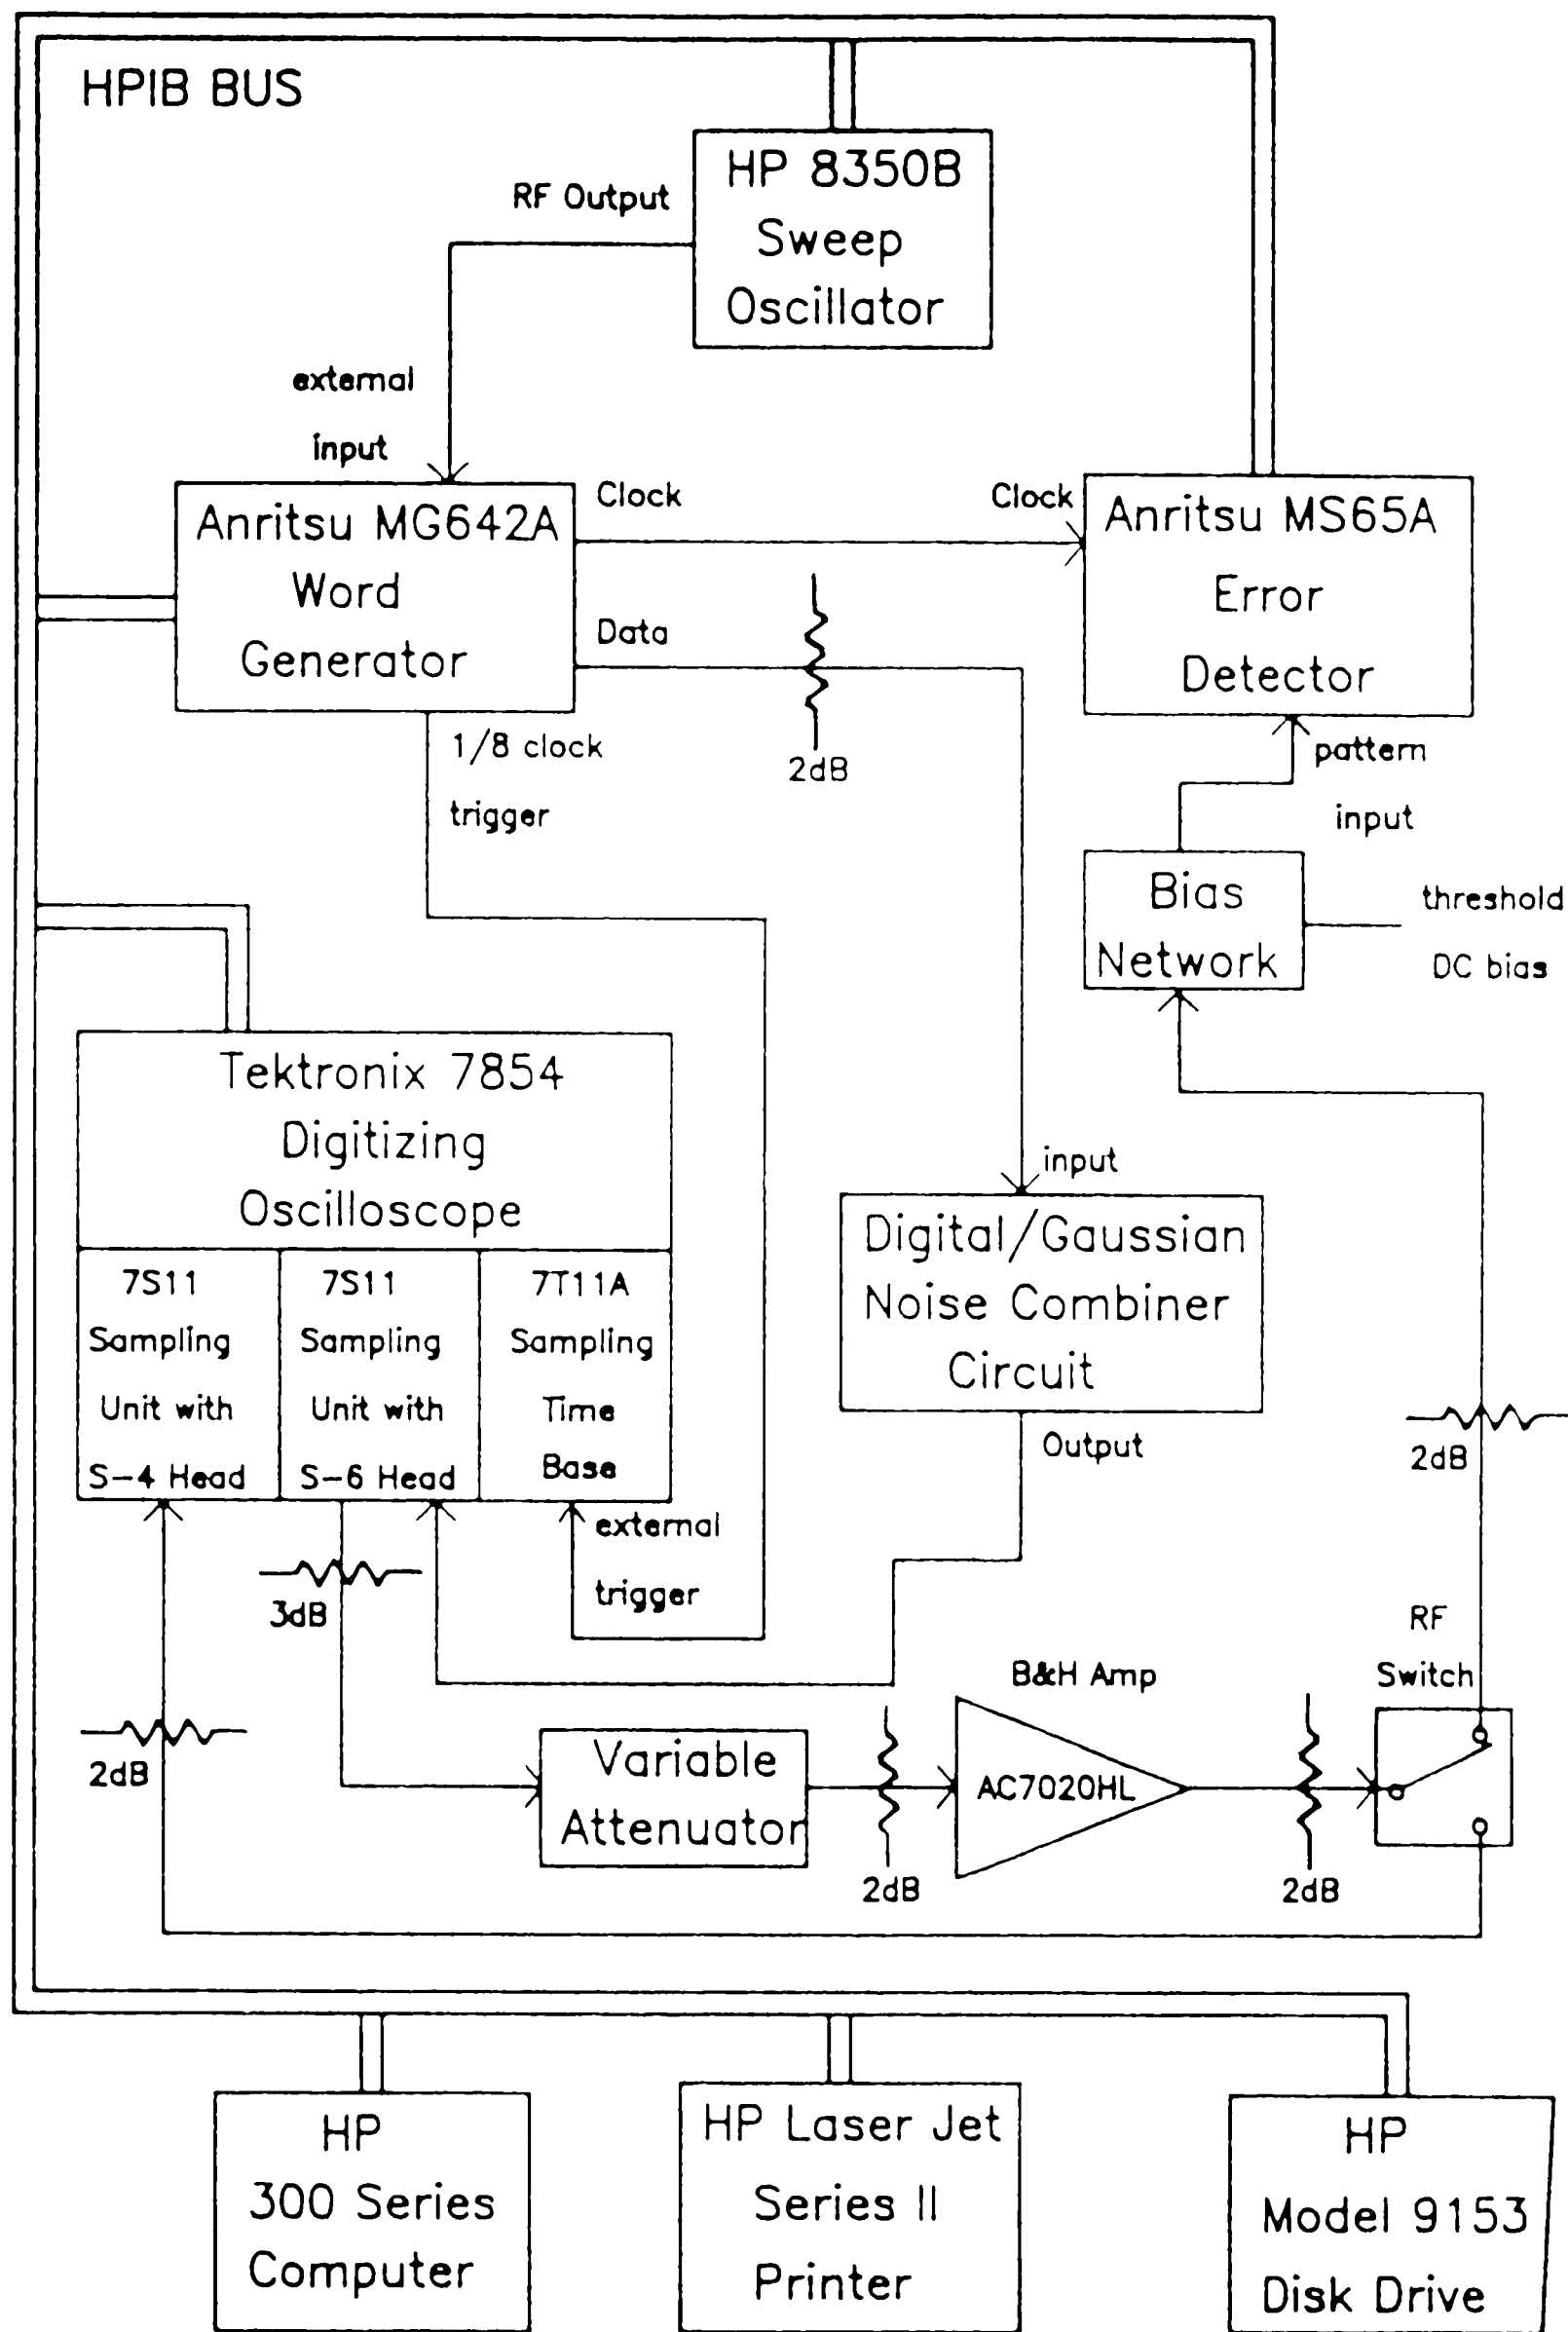 HPIB BUS
HP 8350B
Sweep
Oscillator
RF Output
external
input
Anritsu MG642A
Word
Generator
Clock
Clock
Data
2dB
1/8 clock
trigger
Anritsu MS65A
Error
Detector
pattern
input
Bias
Network
threshold
DC bias
Tektronix 7854
Digitizing
Oscilloscope
7S11
Sampling
Unit with
S-4 Head
7S11
Sampling
Unit with
S-6 Head
7T11A
Sampling
Time
Base
input
Digital/Gaussian
Noise Combiner
Circuit
Output
2dB
external
trigger
3dB
2dB
Variable
Attenuator
2dB
B&H Amp
AC7020HL
2dB
RF
Switch
HP
300 Series
Computer
HP Laser Jet
Series II
Printer
HP
Model 9153
Disk Drive